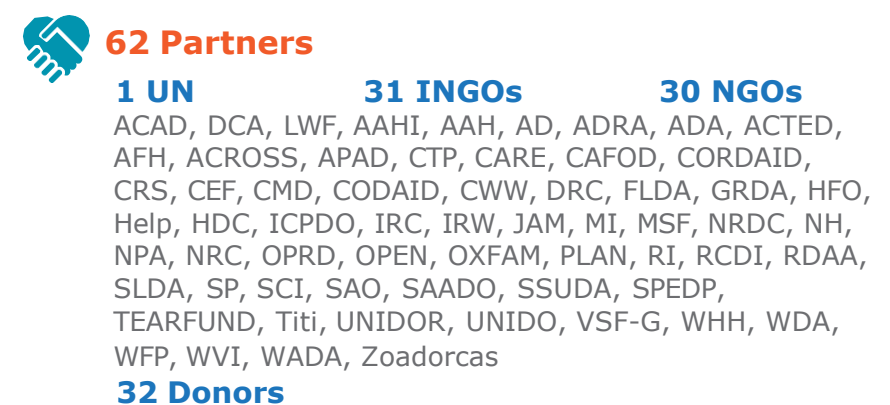 62 Partners
1 UN 31 INGOs 30 NGOs
ACAD, DCA, LWF, AAHI, AAH, AD, ADRA, ADA, ACTED,
AFH, ACROSS, APAD, CTP, CARE, CAFOD, CORDAID,
CRS, CEF, CMD, CODAID, CWW, DRC, FLDA, GRDA, HFO,
Help, HDC, ICPDO, IRC, IRW, JAM, MI, MSF, NRDC, NH,
NPA, NRC, OPRD, OPEN, OXFAM, PLAN, RI, RCDI, RDAA,
SLDA, SP, SCI, SAO, SAADO, SSUDA, SPEDP,
TEARFUND, Titi, UNIDOR, UNIDO, VSF-G, WHH, WDA,
WFP, WVI, WADA, Zoadorcas
32 Donors